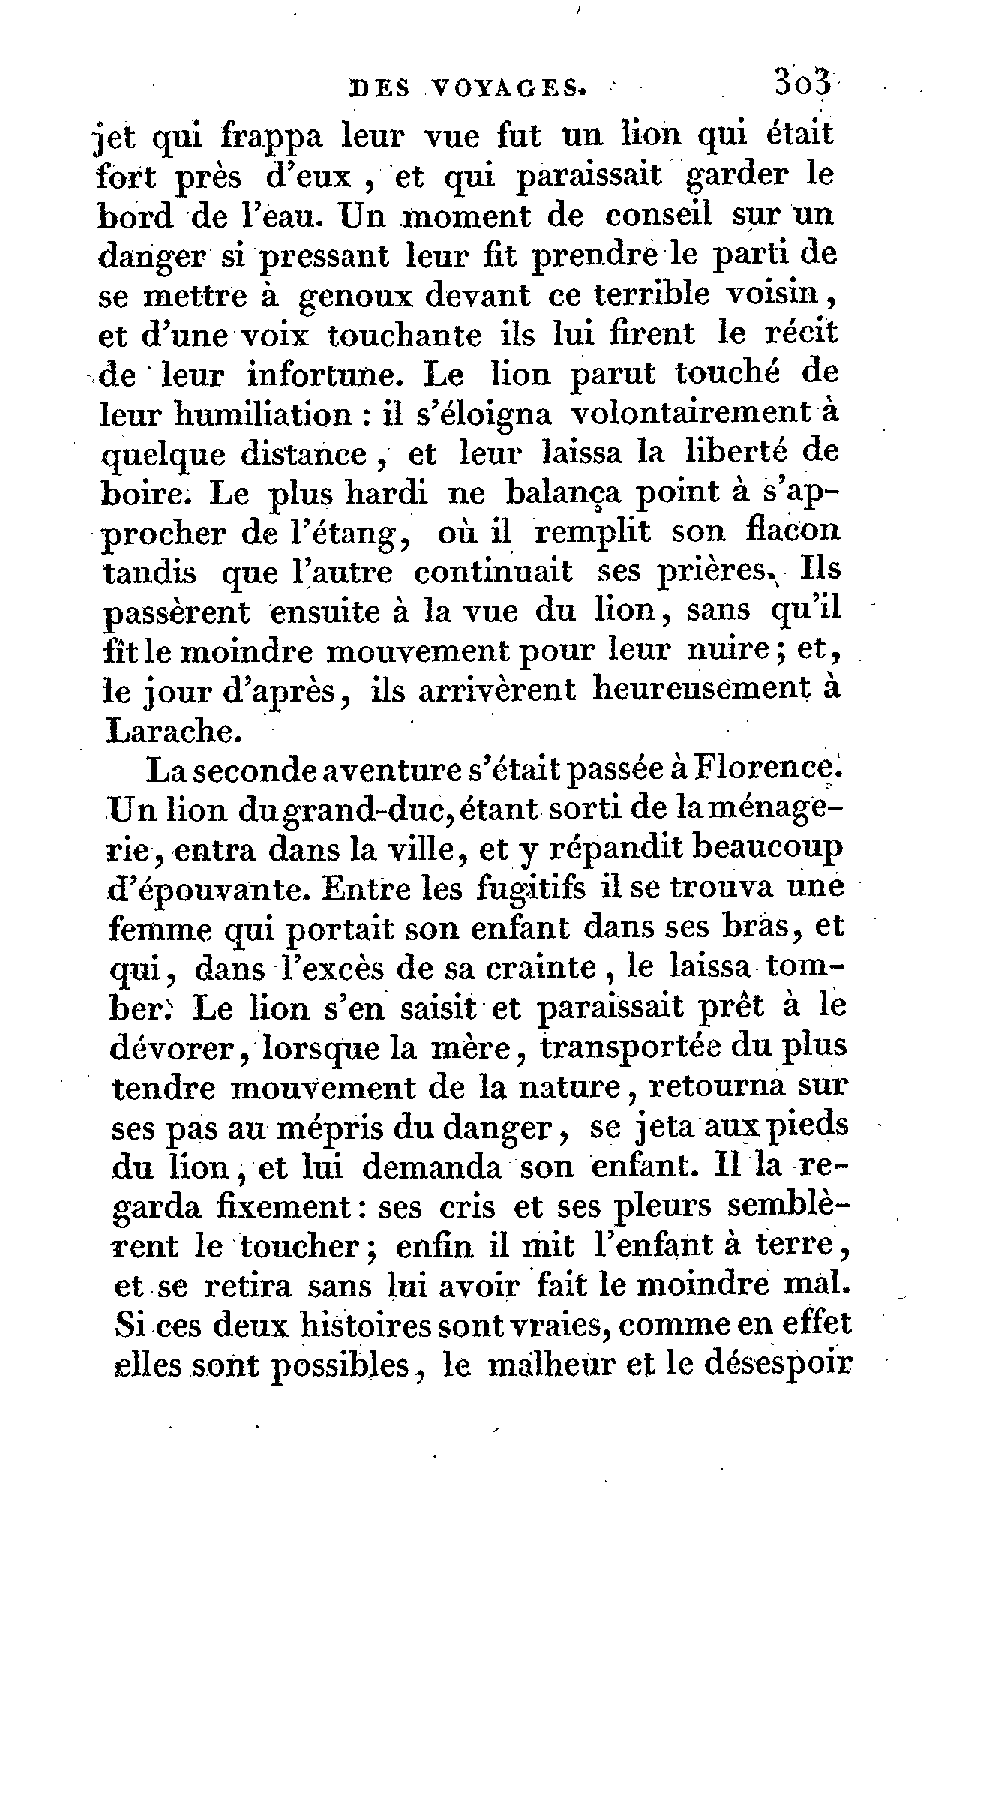 DES VOYAGES. 303
jet qui frappa leur vue fut un lion qui était
fort près d'eux , et qui paraissait garder le
bord de l'eau. Un moment de conseil sur un
danger si pressant leur fit prendre le parti de
se mettre à genoux devant ce terrible voisin,
et d'une voix touchante ils lui firent le récit
de leur infortune. Le lion parut touché de
leur humiliation : il s'éloigna volontairement à
quelque distance , et leur laissa la liberté de
boire. Le plus hardi ne balança point à s'ap-
procher de l'étang, où il remplit son flacon
tandis que l'autre continuait ses prières. Ils
passèrent ensuite à la vue du lion, sans qu'il
fît le moindre mouvement pour leur nuire ; et,
le jour d'après, ils arrivèrent heureusement à
Larache.
La seconde aventure s'était passée à Florence.
Un lion du grand-duc, étant sorti de la ménage-
rie, entra dans la ville, et y répandit beaucoup
d'épouvante. Entre les fugitifs il se trouva une
femme qui portait son enfant dans ses bras, et
qui, dans l'excès de sa crainte , le laissa tom-
ber. Le lion s'en saisit et paraissait prêt à le
dévorer, lorsque la mère, transportée du plus
tendre mouvement de la nature, retourna sur
ses pas au mépris du danger, se jeta aux pieds
du lion, et lui demanda son enfant. Il la re-
garda fixement : ses cris et ses pleurs semblè-
rent le toucher ; enfin il mit l'enfant à terre,
et se retira sans lui avoir fait le moindre mal.
Si ces deux histoires sont vraies, comme en effet
elles sont possibles, le malheur et le désespoir